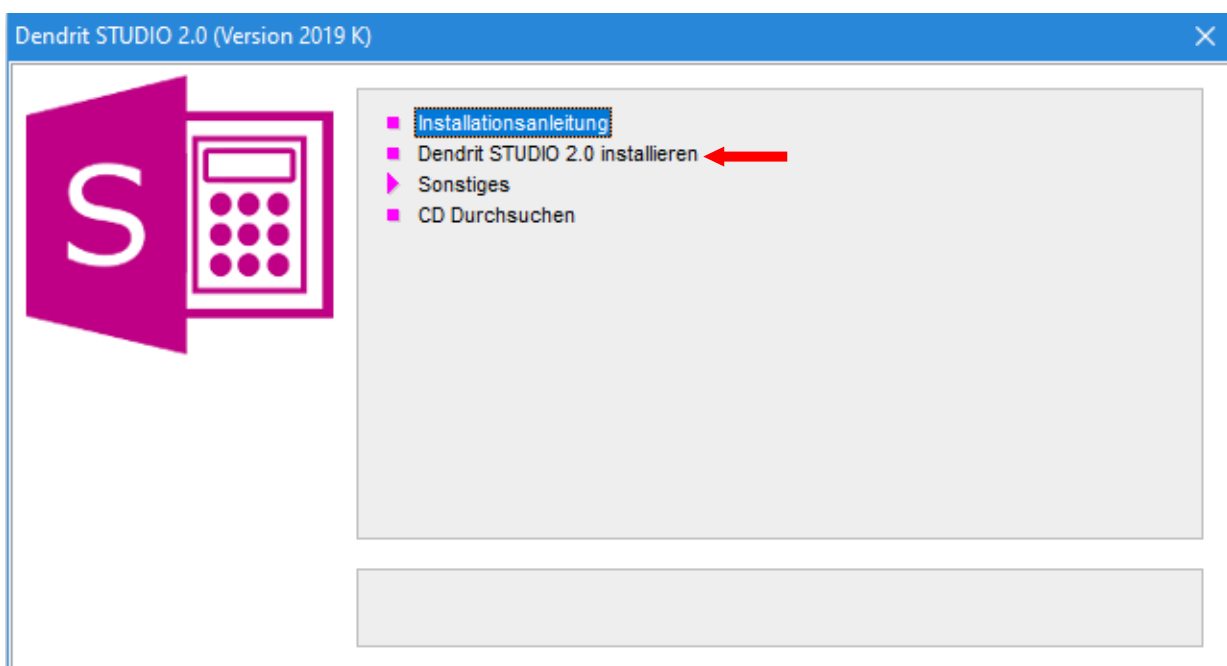 Dendrit STUDIO 2.0 (Version 2019 K)
S
Installationsanleitung
Dendrit STUDIO 2.0 installieren
Sonstiges
CD Durchsuchen